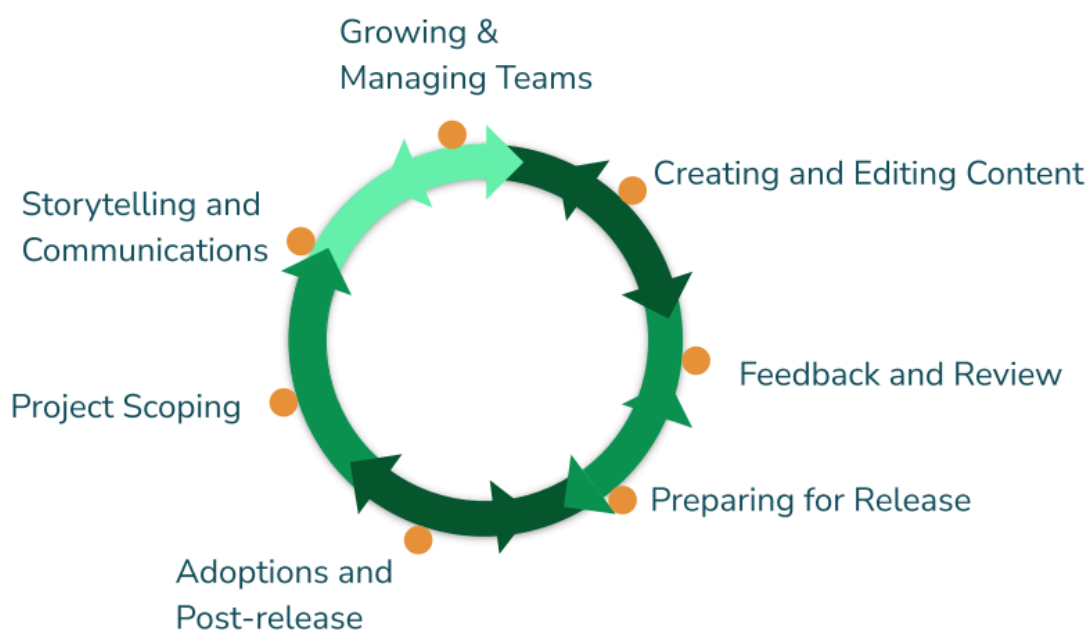 Growing &
Managing Teams
Creating and Editing Content
Storytelling and
Communications
Feedback and Review
Project Scoping
Preparing for Release
Adoptions and
Post-release